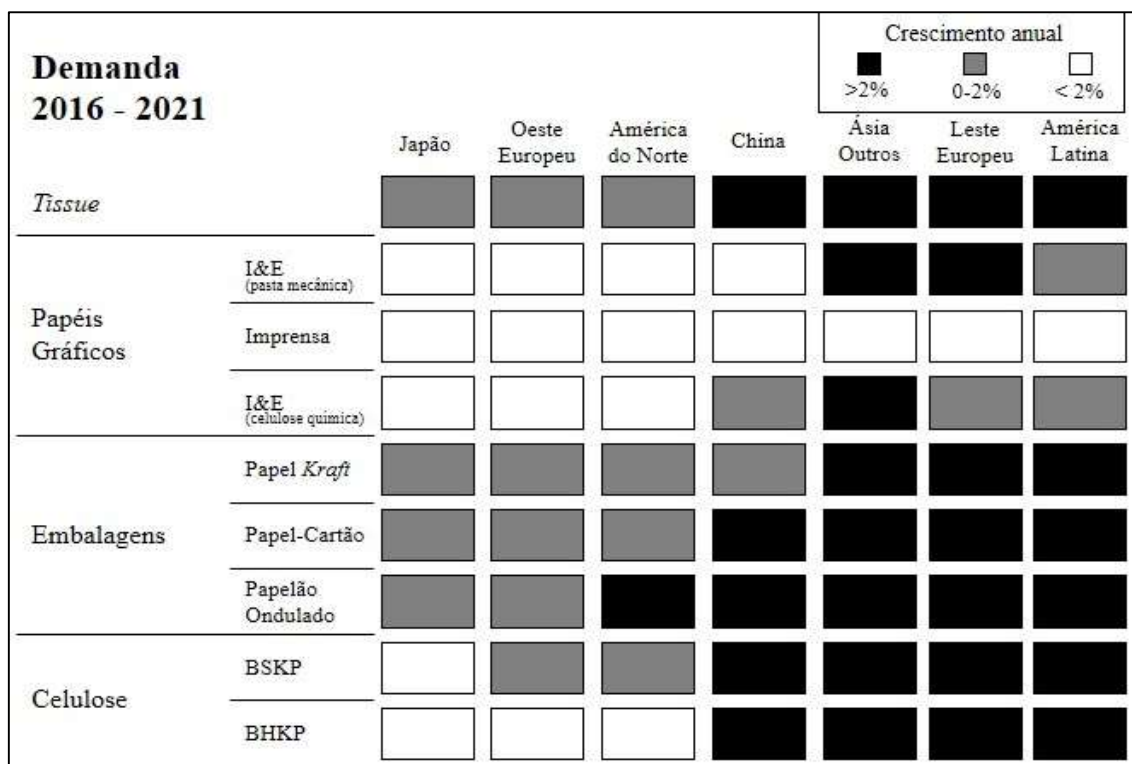 Demanda
2016 - 2021
Crescimento anual
>2%
0-2%
< 2%
Japão
Oeste
Europeu
América
do Norte
China
Ásia
Outros
Leste
Europeu
América
Latina
Tissue
Papéis
Gráficos
I&E
(pasta mecânica)
Imprensa
I&E
(celulose quimica)
Embalagens
Papel Kraft
Papel-Cartão
Papelão
Ondulado
Celulose
BSKP
BHKP